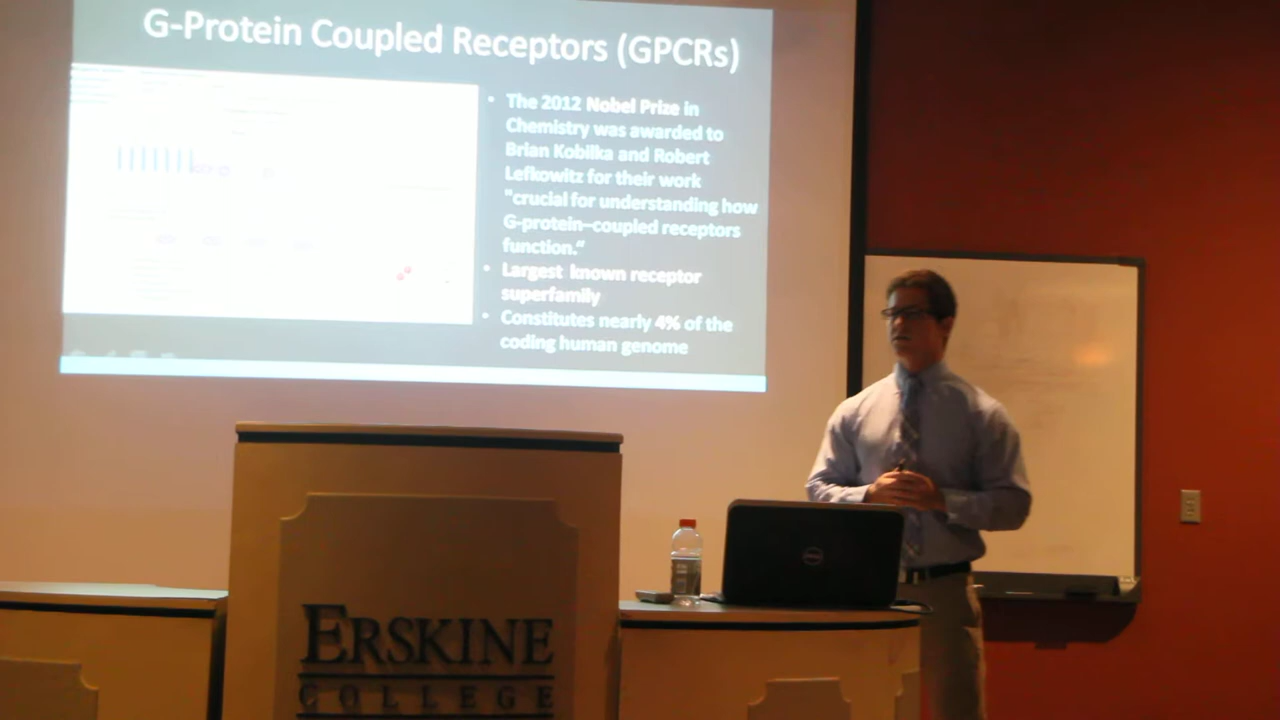 G-Protein Coupled Receptors (GPCRs)
• The 2012 Nobel Prize in
Chemistry was awarded to
Brian Kobilka and Robert
Lefkowitz for their work
"crucial for understanding how
G-protein–coupled receptors
function.“
• Largest known receptor
superfamily
• Constitutes nearly 4% of the
coding human genome
ERSKINE
COLLEGE